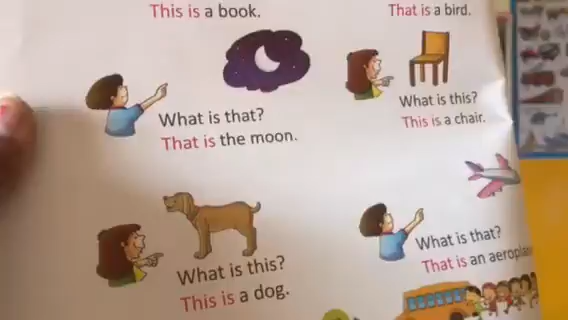 This is a book.
That is a bird.
What is that?
That is the moon.
What is this?
This is a chair.
What is this?
This is a dog.
What is that?
That is an